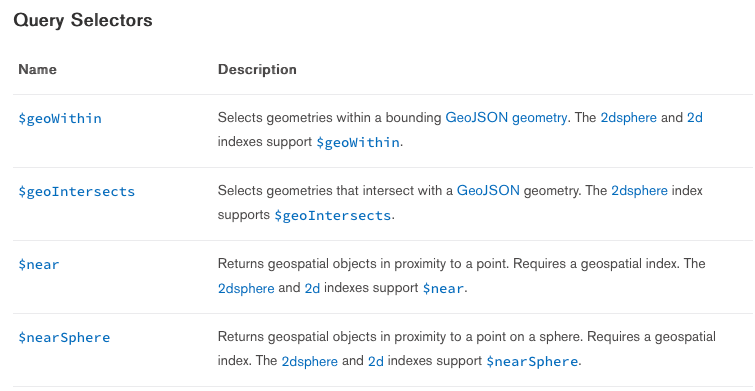 Query Selectors
Name Description
$geoWithin Selects geometries within a bounding GeoJSON geometry. The 2dsphere and 2d
indexes support $geoWithin.
$geoIntersects Selects geometries that intersect with a GeoJSON geometry. The 2dsphere index
supports $geoIntersects.
$near Returns geospatial objects in proximity to a point. Requires a geospatial index. The
2dsphere and 2d indexes support $near.
$nearSphere Returns geospatial objects in proximity to a point on a sphere. Requires a geospatial
index. The 2dsphere and 2d indexes support $nearSphere.